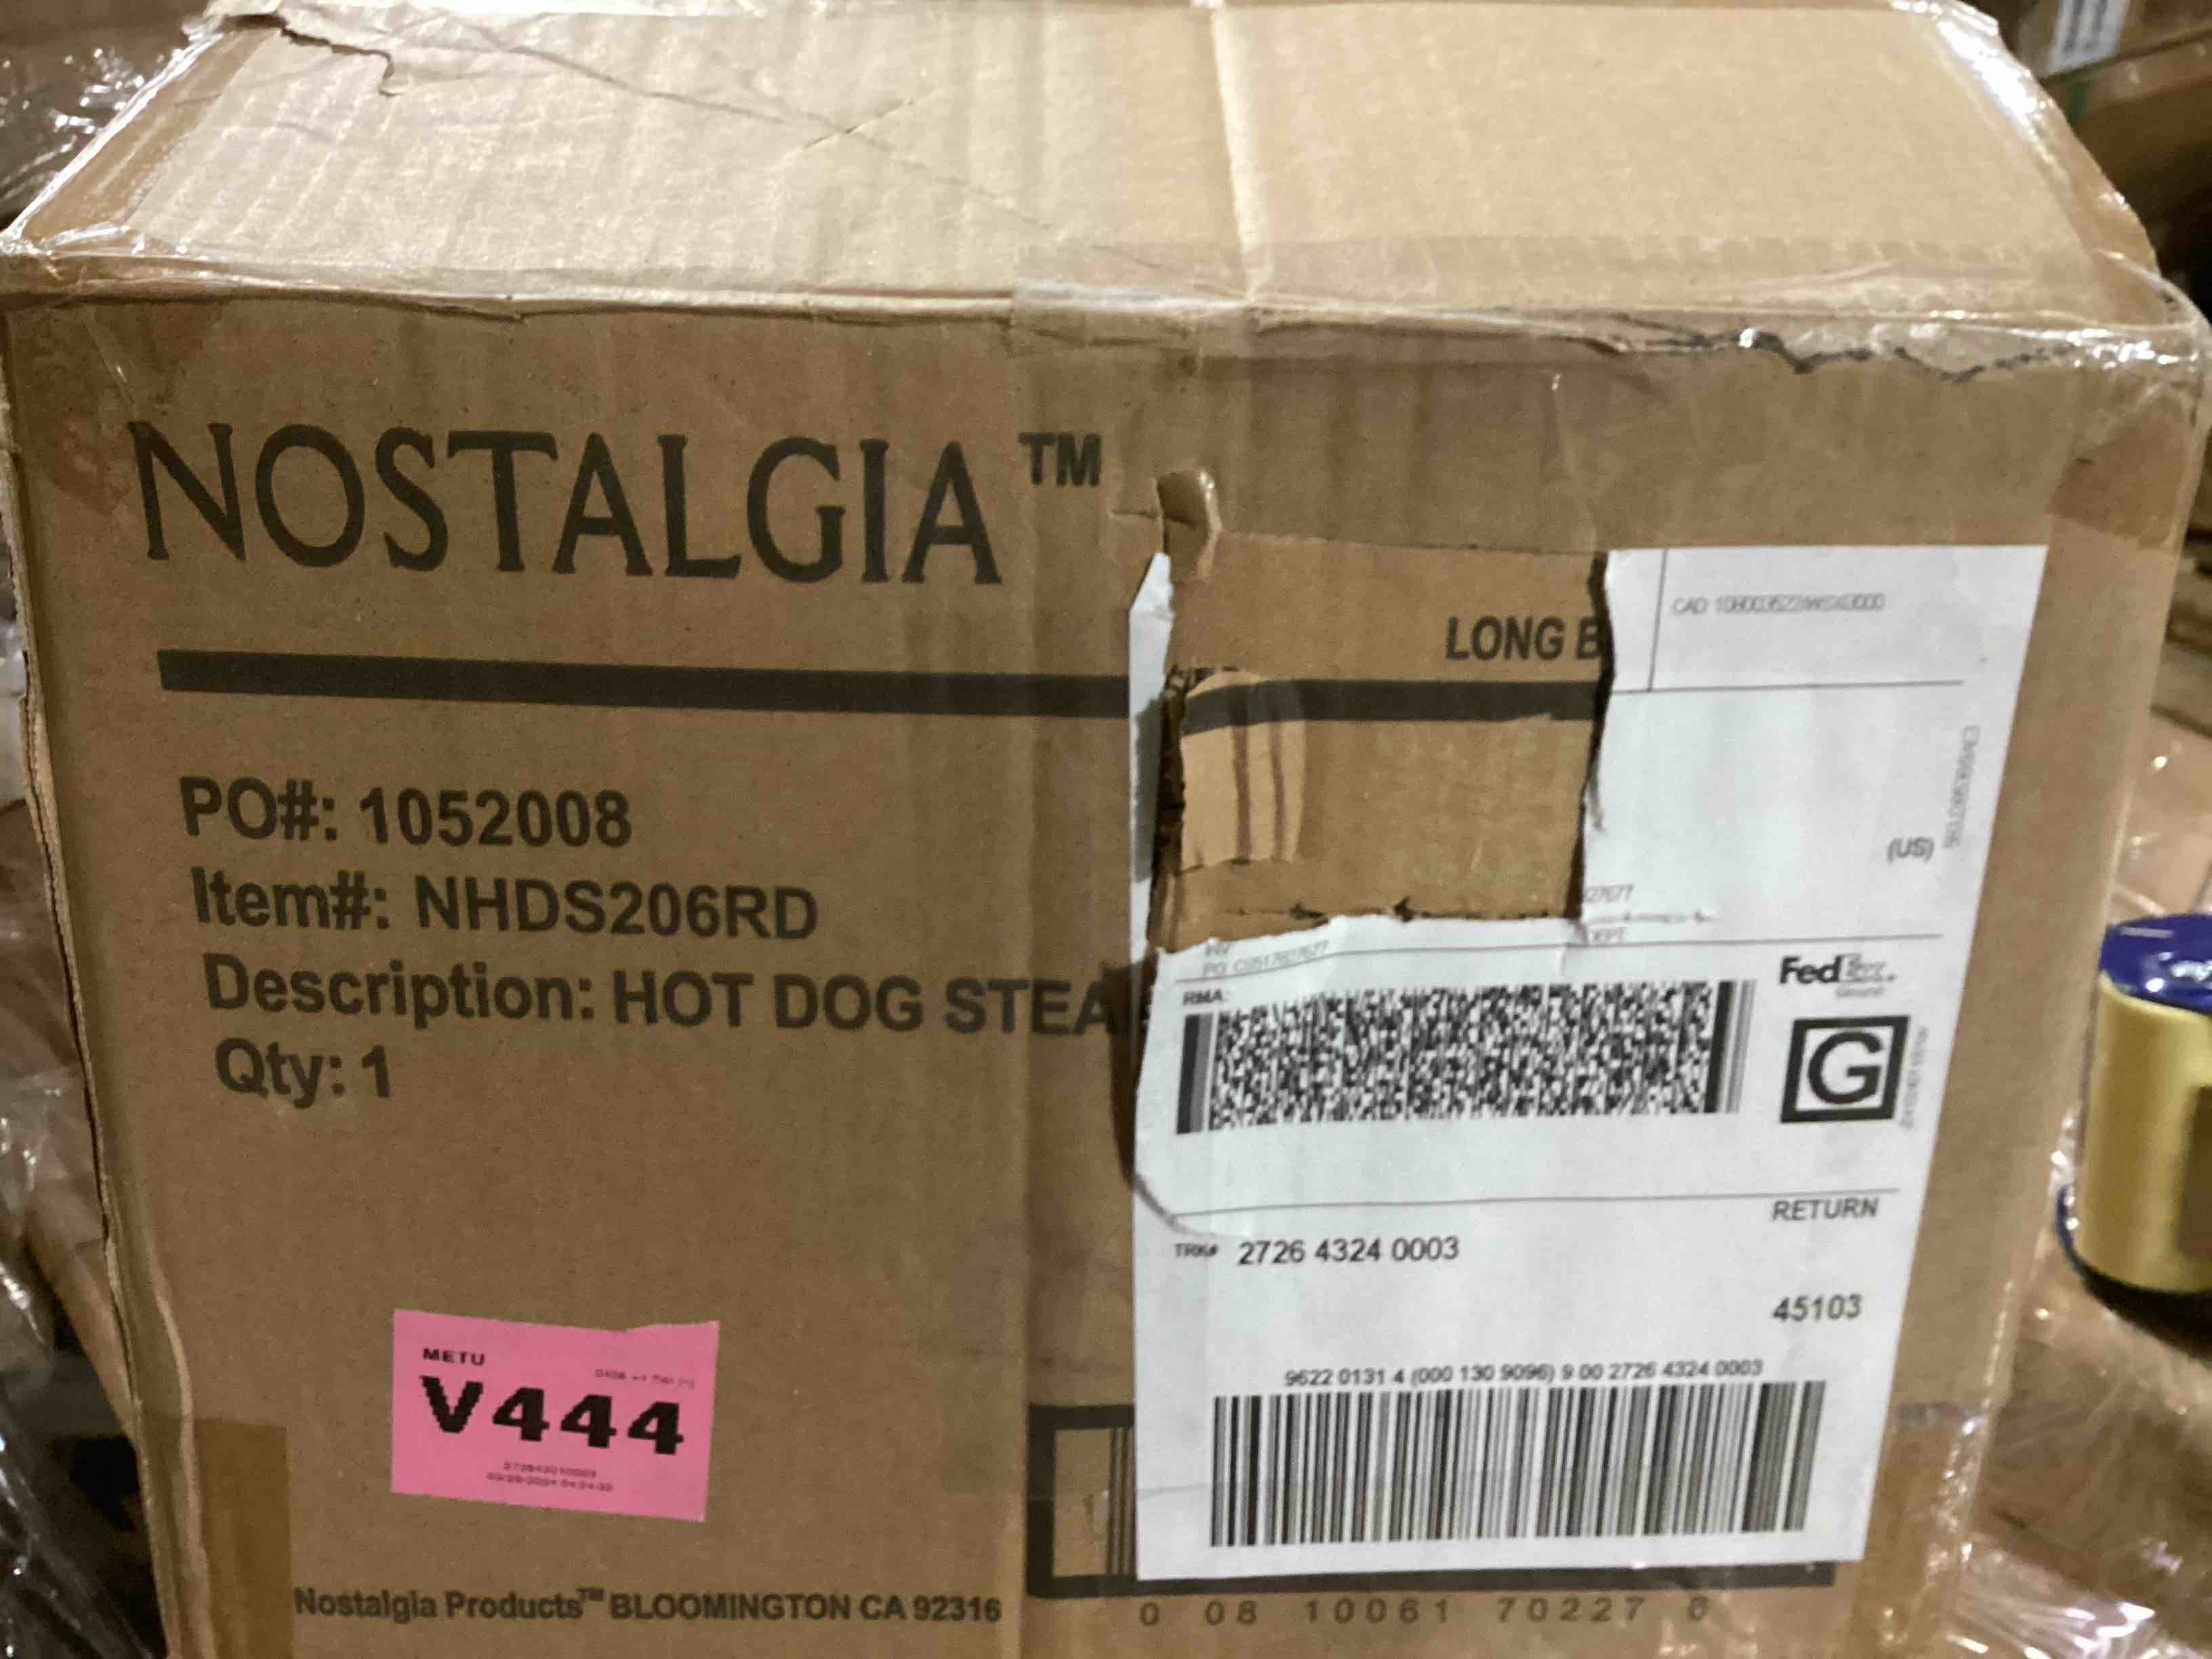 NOSTALGIA™
LONG B
PO#: 1052008
Item#: NHDS206RD
Description: HOT DOG STEA
Qty: 1
(US)
RMA:
FedEx
G
RETURN
TRK# 2726 4324 0003
45103
9622 0131 4 (000 130 9096) 9 00 2726 4324 0003
METU
V444
Nostalgia Products™ BLOOMINGTON CA 92316
0 08 10061 70227 6